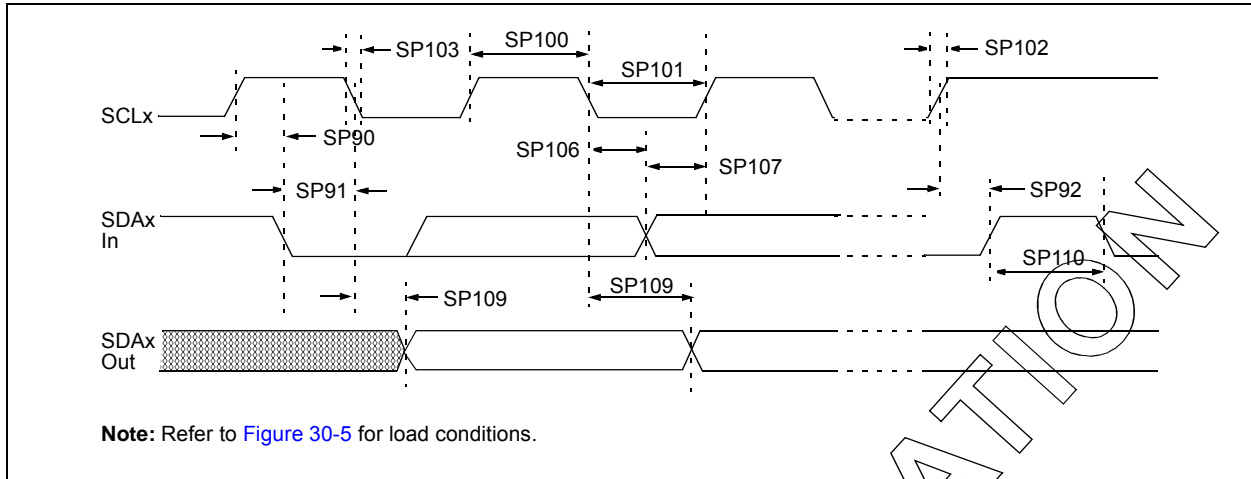 SP103
SP100
SP101
SP102
SCLx
SP90
SP106
SP107
SP91
SP92
SDAx
In
SP110
SP109
SP109
SDAx
Out
Note: Refer to Figure 30-5 for load conditions.
ATION